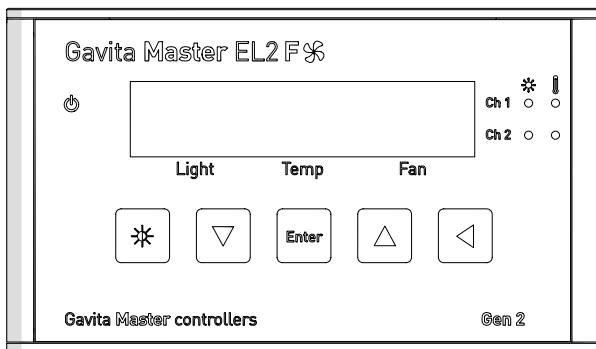 Gavita Master EL2 F
Ch 1
Ch 2
Light Temp Fan
Enter
Gavita Master controllers Gen 2